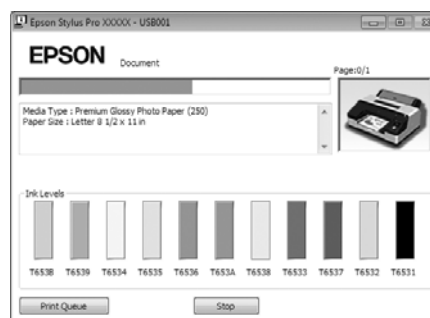 Epson Stylus Pro XXXXX - USB001
EPSON
Document
Page:0/1
Media Type : Premium Glossy Photo Paper (250)
Paper Size : Letter 8 1/2 x 11 in
Ink Levels
T653B T6539 T6534 T6535 T6536 T653A T6538 T6533 T6537 T6532 T6531
Print Queue Stop